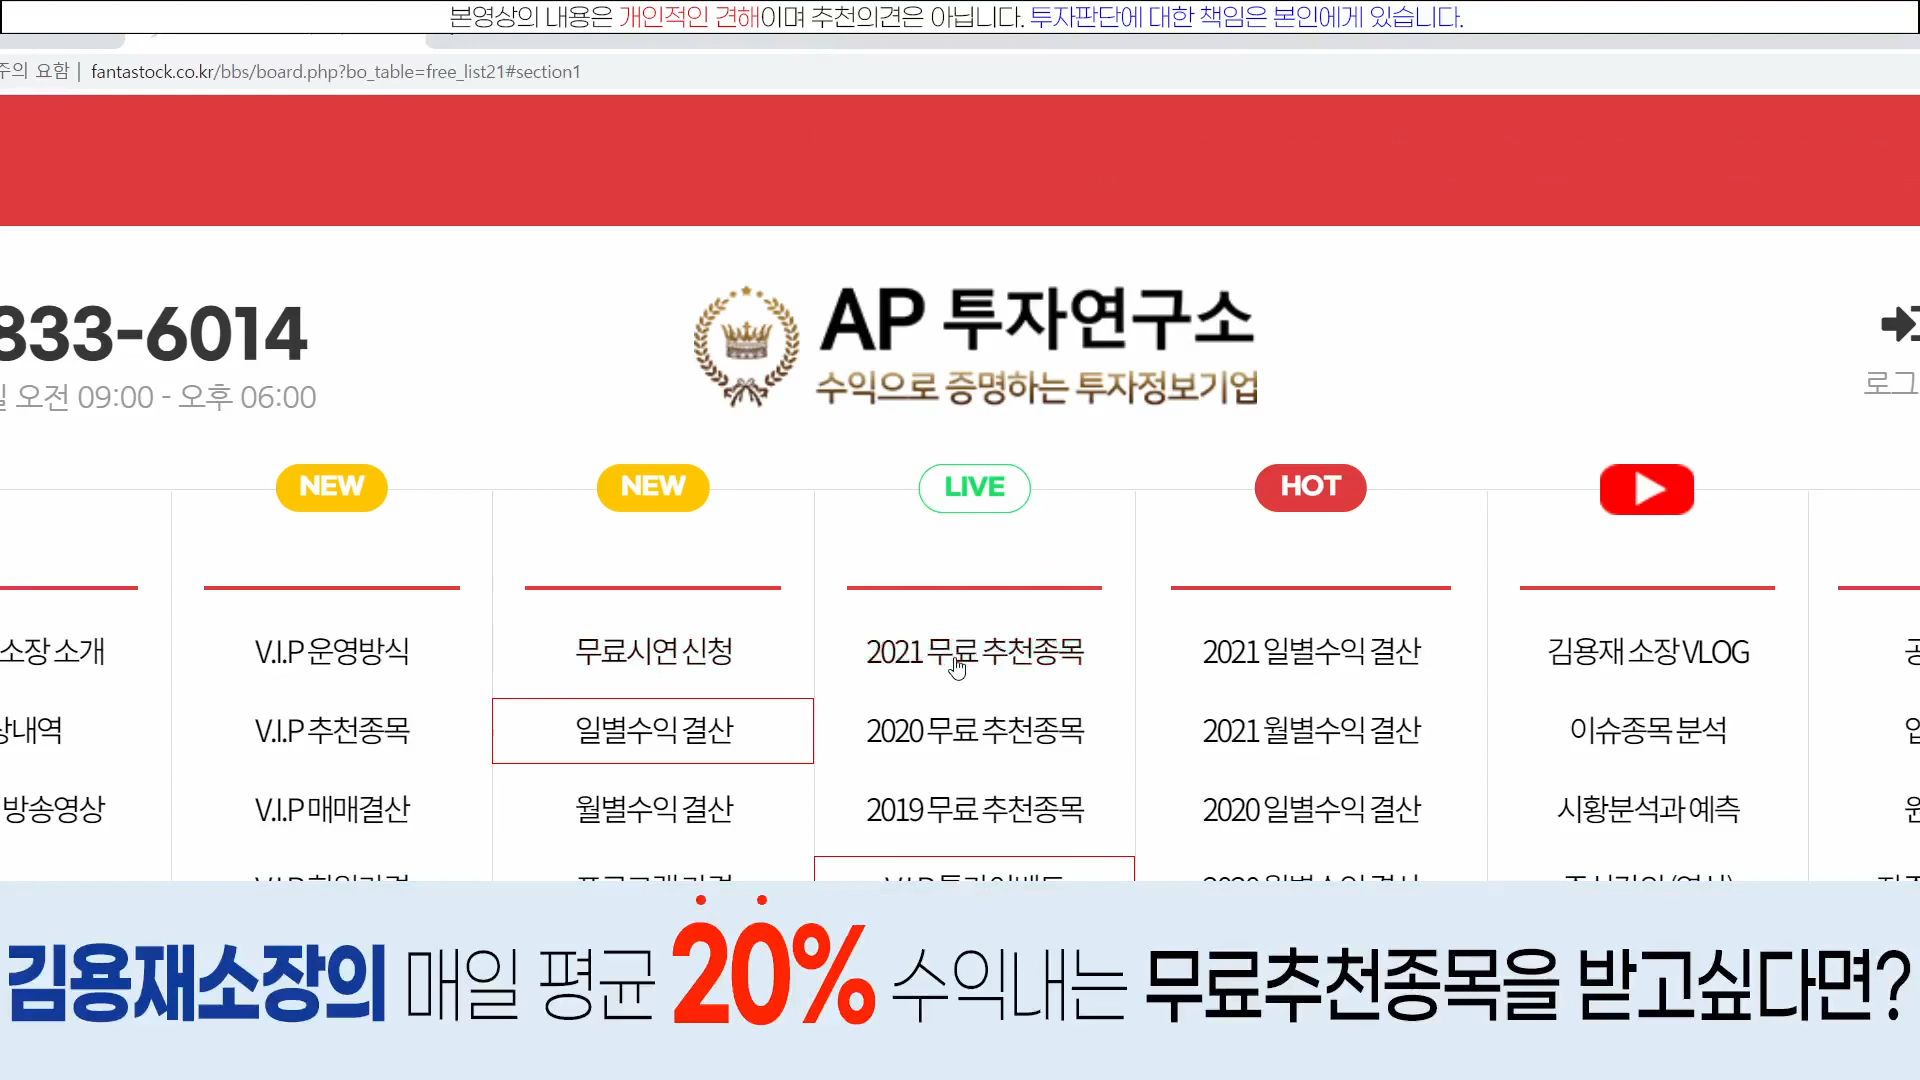 본영상의 내용은 개인적인 견해이며 추천의견은 아닙니다. 투자판단에 대한 책임은 본인에게 있습니다.
주의 요함 | fantastock.co.kr/bbs/board.php?bo_table=free_list21#section1
833-6014
오전 09:00 - 오후 06:00
AP 투자연구소
수익으로 증명하는 투자정보기업
로그
NEW NEW LIVE HOT
소장 소개 V.I.P 운영방식 무료시연 신청 2021 무료 추천종목 2021 일별수익 결산 김용재 소장 VLOG
상내역 V.I.P 추천종목 일별수익 결산 2020 무료 추천종목 2021 월별수익 결산 이슈종목 분석
방송영상 V.I.P 매매결산 월별수익 결산 2019 무료 추천종목 2020 일별수익 결산 시황분석과 예측
김용재소장의 매일 평균 20% 수익내는 무료추천종목을 받고싶다면?